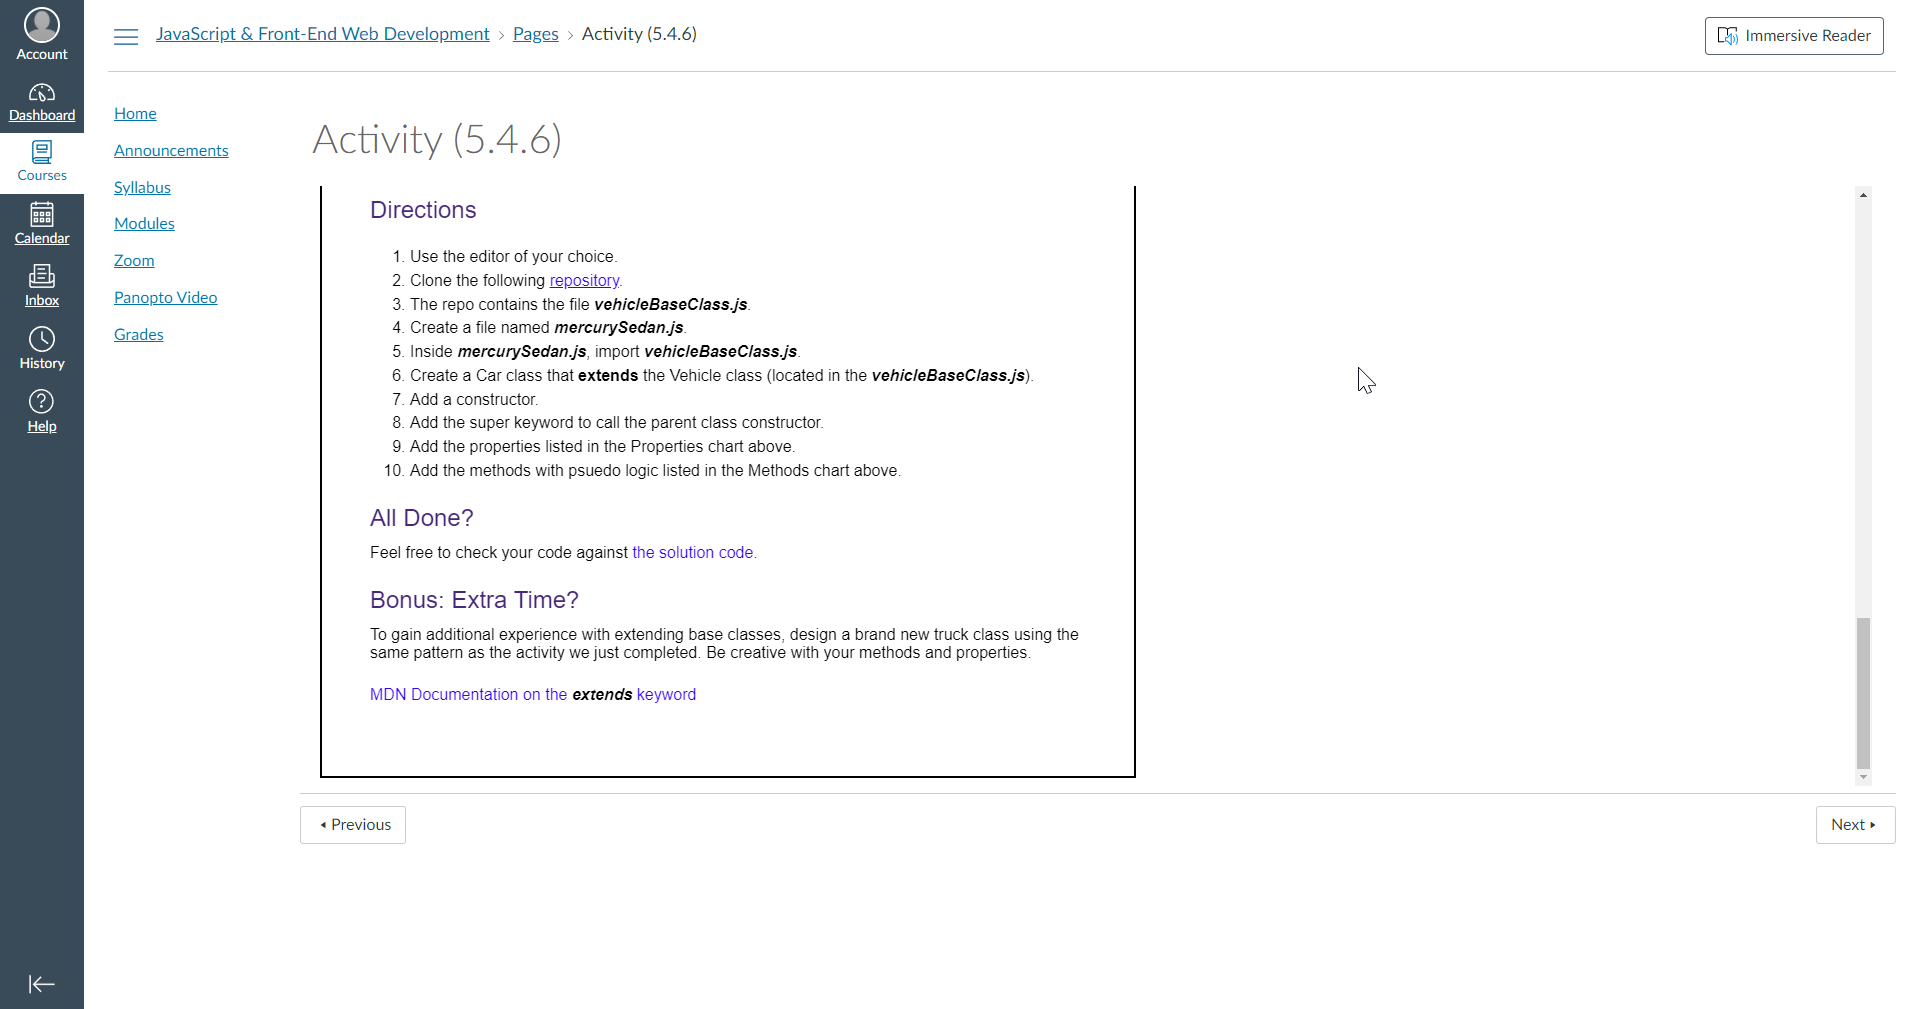 Account
Dashboard
Courses
Calendar
Inbox
History
Help
JavaScript & Front-End Web Development › Pages › Activity (5.4.6)
Immersive Reader
Home
Announcements
Syllabus
Modules
Zoom
Panopto Video
Grades
Activity (5.4.6)
Directions
1. Use the editor of your choice.
2. Clone the following repository.
3. The repo contains the file vehicleBaseClass.js.
4. Create a file named mercurySedan.js.
5. Inside mercurySedan.js, import vehicleBaseClass.js.
6. Create a Car class that extends the Vehicle class (located in the vehicleBaseClass.js).
7. Add a constructor.
8. Add the super keyword to call the parent class constructor.
9. Add the properties listed in the Properties chart above.
10. Add the methods with psuedo logic listed in the Methods chart above.
All Done?
Feel free to check your code against the solution code.
Bonus: Extra Time?
To gain additional experience with extending base classes, design a brand new truck class using the
same pattern as the activity we just completed. Be creative with your methods and properties.
MDN Documentation on the extends keyword
Previous
Next